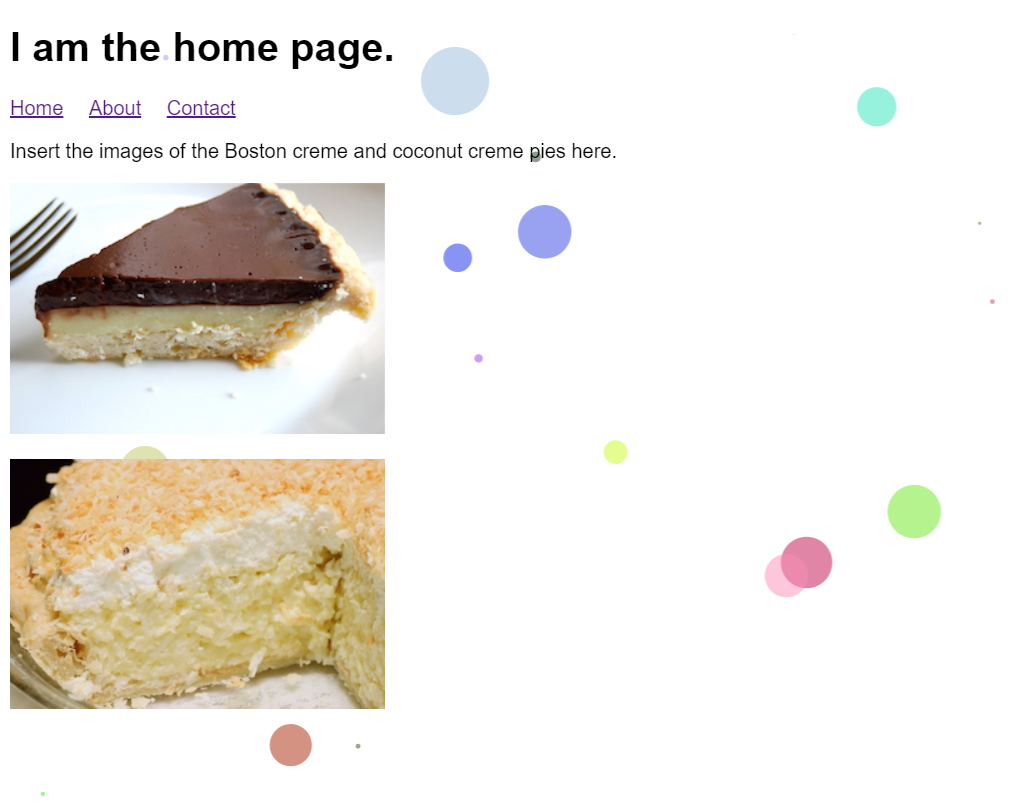 I am the home page.
Home About Contact
Insert the images of the Boston creme and coconut creme pies here.